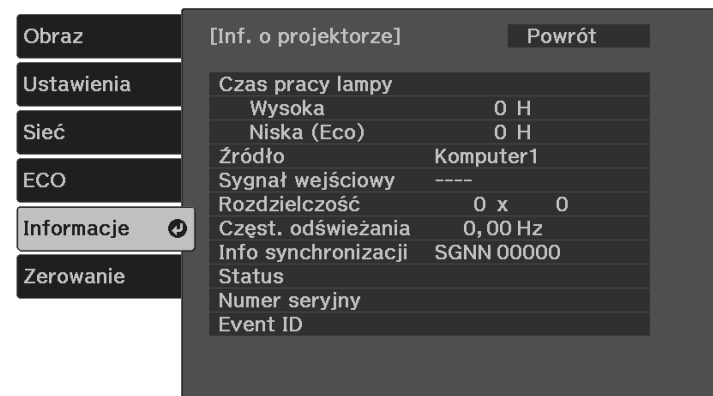 Obraz
Ustawienia
Sieć
ECO
Informacje
Zerowanie
[Inf. o projektorze] Powrót
Czas pracy lampy
Wysoka 0 H
Niska (Eco) 0 H
Źródło Komputer1
Sygnał wejściowy ----
Rozdzielczość 0 x 0
Częst. odświeżania 0,00 Hz
Info synchronizacji SGNN 00000
Status
Numer seryjny
Event ID